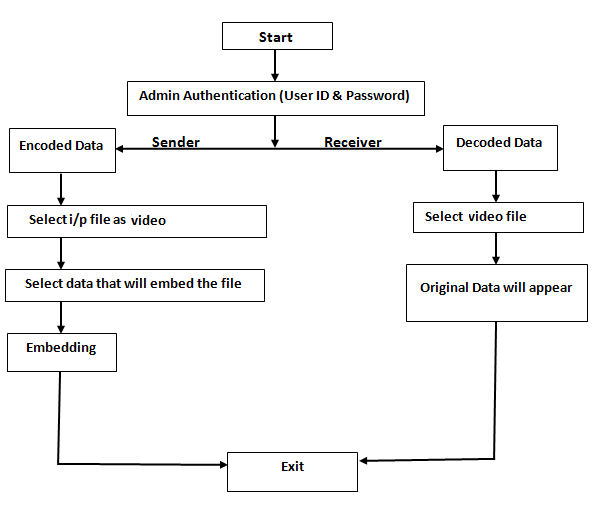 Start
Admin Authentication (User ID & Password)
Sender
Receiver
Encoded Data
Decoded Data
Select i/p file as video
Select video file
Select data that will embed the file
Original Data will appear
Embedding
Exit